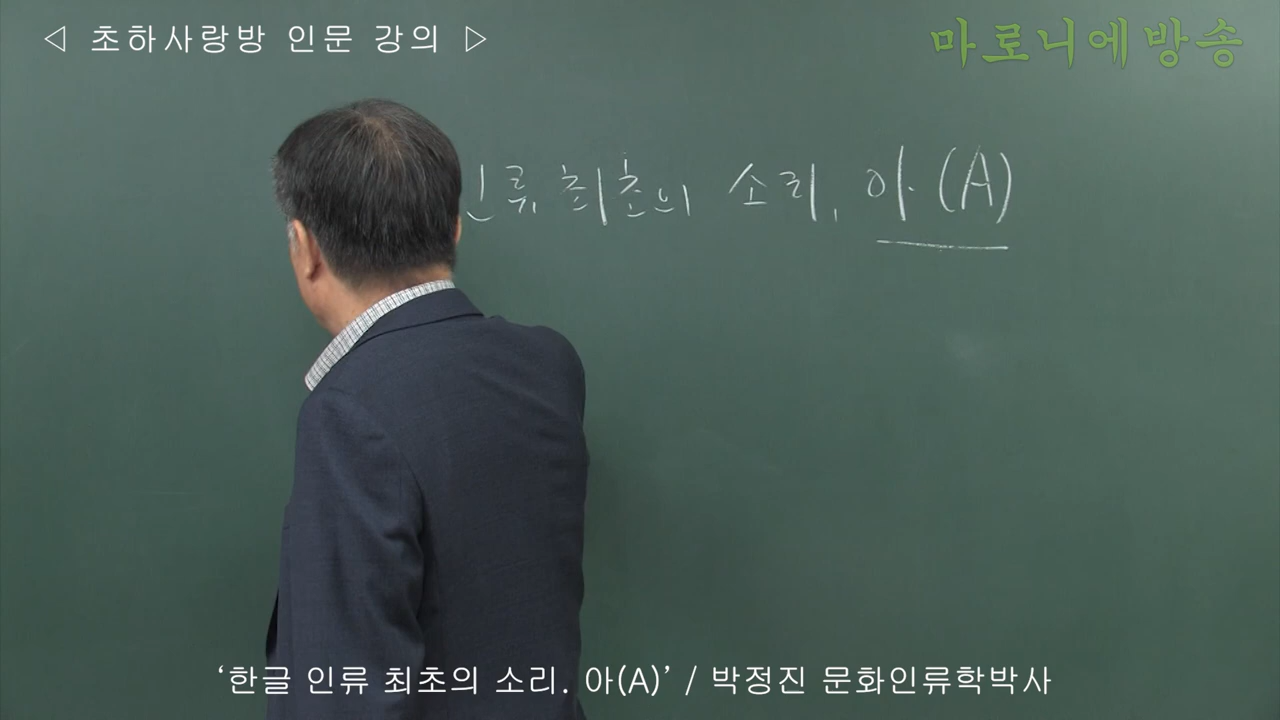 ◁ 초하사랑방 인문 강의 ▷
마로니에방송
인류 최초의 소리, 아 (A)
‘한글 인류 최초의 소리. 아(A)’ / 박정진 문화인류학박사